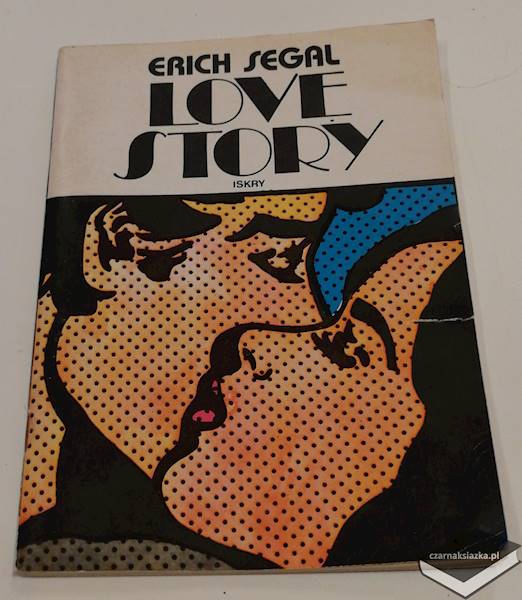 ERICH SEGAL
LOVE
STORY
ISKRY
czarnaksiazka.pl